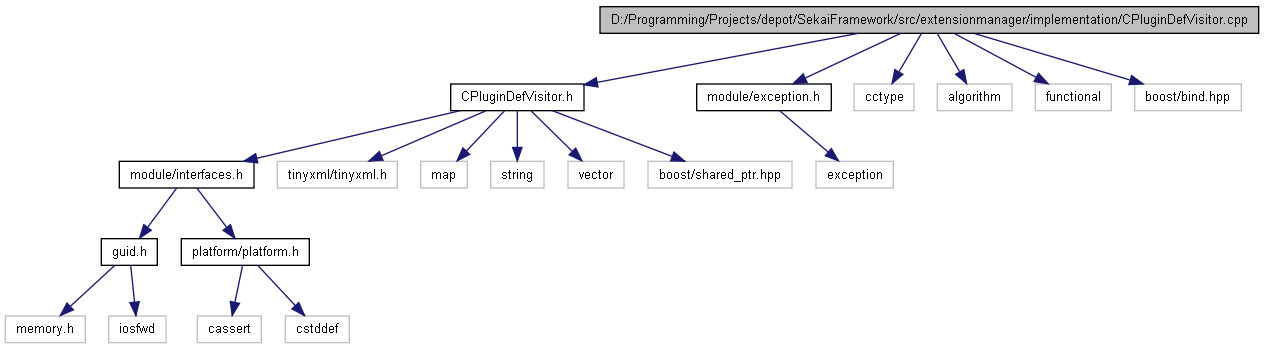 D:/Programming/Projects/depot/SekaiFramework/src/extensionmanager/implementation/CPluginDefVisitor.cpp
CPluginDefVisitor.h
module/exception.h
cctype
algorithm
functional
boost/bind.hpp
module/interfaces.h
tinyxml/tinyxml.h
map
string
vector
boost/shared_ptr.hpp
exception
guid.h
platform/platform.h
memory.h
iosfwd
cassert
cstddef